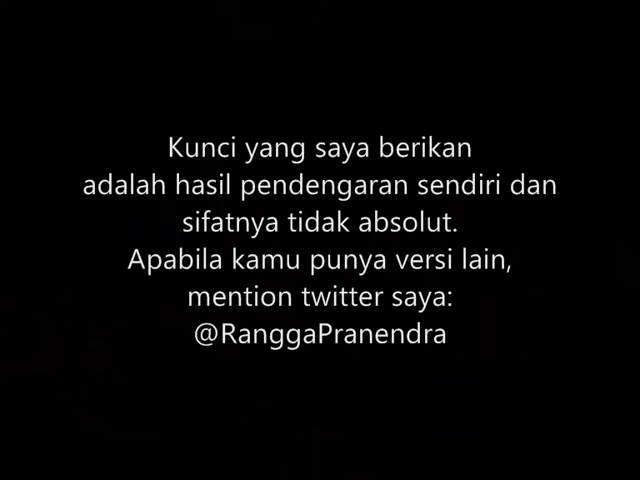 Kunci yang saya berikan
adalah hasil pendengaran sendiri dan
sifatnya tidak absolut.
Apabila kamu punya versi lain,
mention twitter saya:
@RanggaPranendra